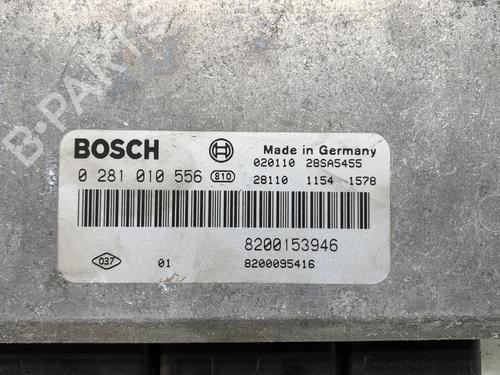 B-PARTS
BOSCH
Made in Germany
020110 28SA5455
0 281 010 556 810
28110 1154 1578
8200153946
037 01 8200095416